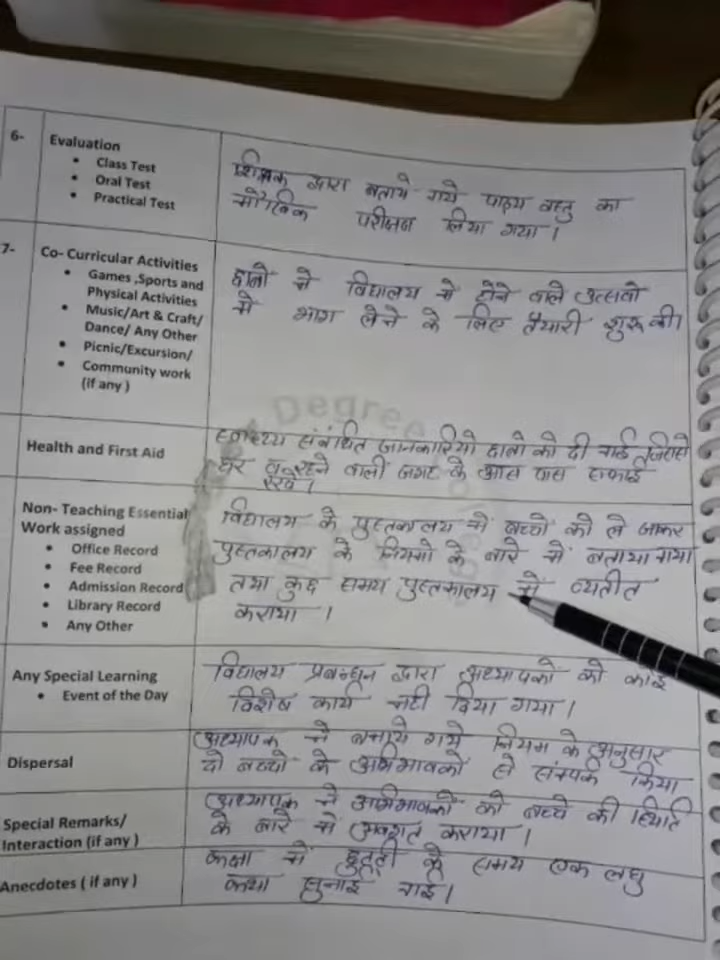 6-
Evaluation
• Class Test
• Oral Test
• Practical Test
शिक्षक द्वारा बताये गये पाठ्य वस्तु का
मौखिक परीक्षण लिया गया।
7-
Co- Curricular Activities
• Games ,Sports and
Physical Activities
• Music/Art & Craft/
Dance/ Any Other
• Picnic/Excursion/
• Community work
(if any )
छात्रो ने विद्यालय मे होने वाले उत्सवो
मे भाग लेने के लिए तैयारी शुरू की।
Degree
Health and First Aid
स्वास्थ्य संबंधित जानकारियो छात्रो को दी गई जिससे
घर व रहने वाली जगह के आस पास सफाई
रखे।
Non- Teaching Essential
Work assigned
• Office Record
• Fee Record
• Admission Record
• Library Record
• Any Other
विद्यालय के पुस्तकालय मे बच्चो को ले जाकर
पुस्तकालय के नियमो के बारे मे बताया गया
तथा कुछ समय पुस्तकालय में व्यतीत
कराया ।
Any Special Learning
• Event of the Day
विद्यालय प्रबन्धन द्वारा अध्यापको को कोई
विशेष कार्य नही दिया गया।
Dispersal
अध्यापक ने बनाये गये नियम के अनुसार
दो बच्चो के अभिभावको से संम्पर्क किया
Special Remarks/
Interaction (if any )
अध्यापक ने अभिभावको को बच्चे की स्थिति
के बारे मे अवगत कराया।
Anecdotes ( if any )
कक्षा मे छुट्टी के समय एक लघु
कथा सुनाई गई।